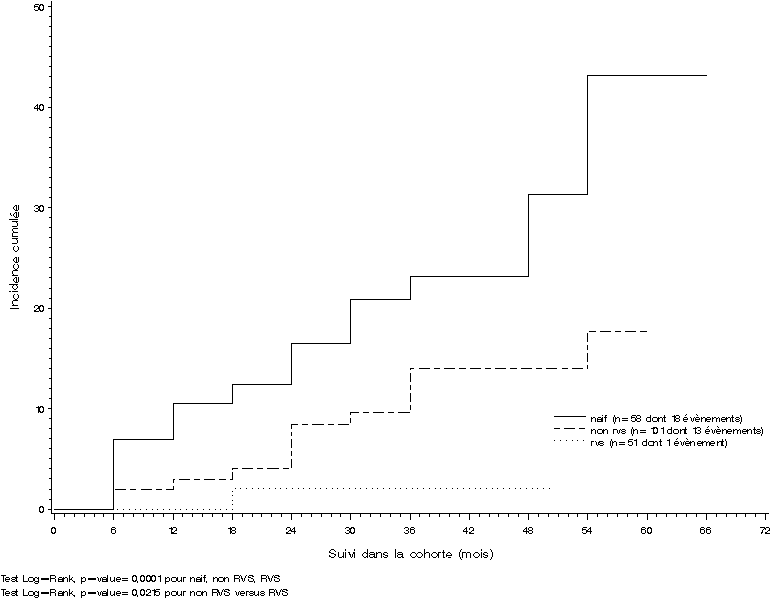 50
40
30
20
10
0
Incidence cumulée
naif (n= 58 dont 18 évènements)
non rvs (n= 101 dont 13 évènements)
rvs (n= 51 dont 1 évènement)
0 6 12 18 24 30 36 42 48 54 60 66 72
Suivi dans la cohorte (mois)
Test Log-Rank, p-value= 0,0001 pour naif, non RVS, RVS
Test Log-Rank, p-value= 0,0215 pour non RVS versus RVS